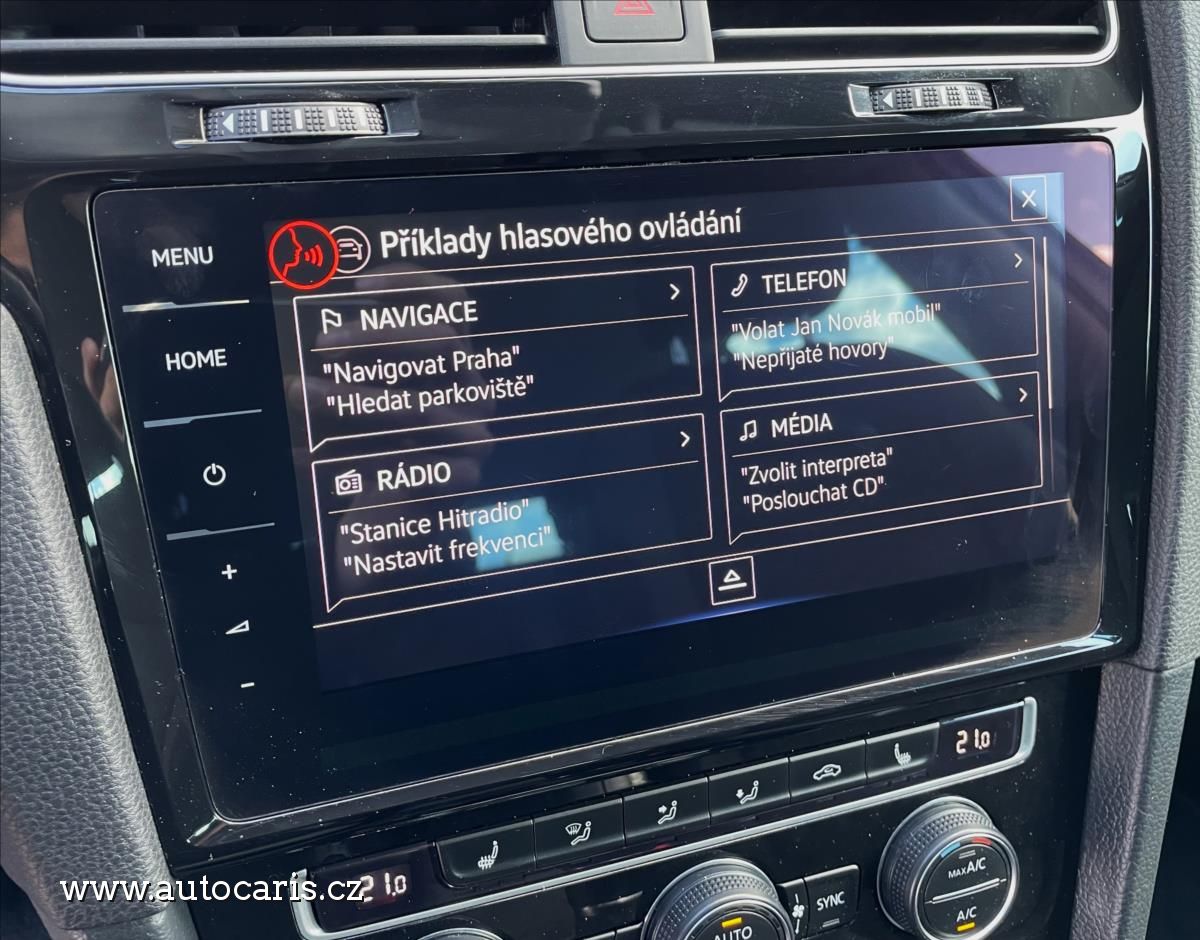 MENU
HOME
Příklady hlasového ovládání
NAVIGACE
"Navigovat Praha"
"Hledat parkoviště"
TELEFON
"Volat Jan Novák mobil"
"Nepřijaté hovory"
RÁDIO
"Stanice Hitradio"
"Nastavit frekvenci"
MÉDIA
"Zvolit interpreta"
"Poslouchat CD"
21.0
21.0
MAX A/C
A/C
SYNC
AUTO
www.autocaris.cz